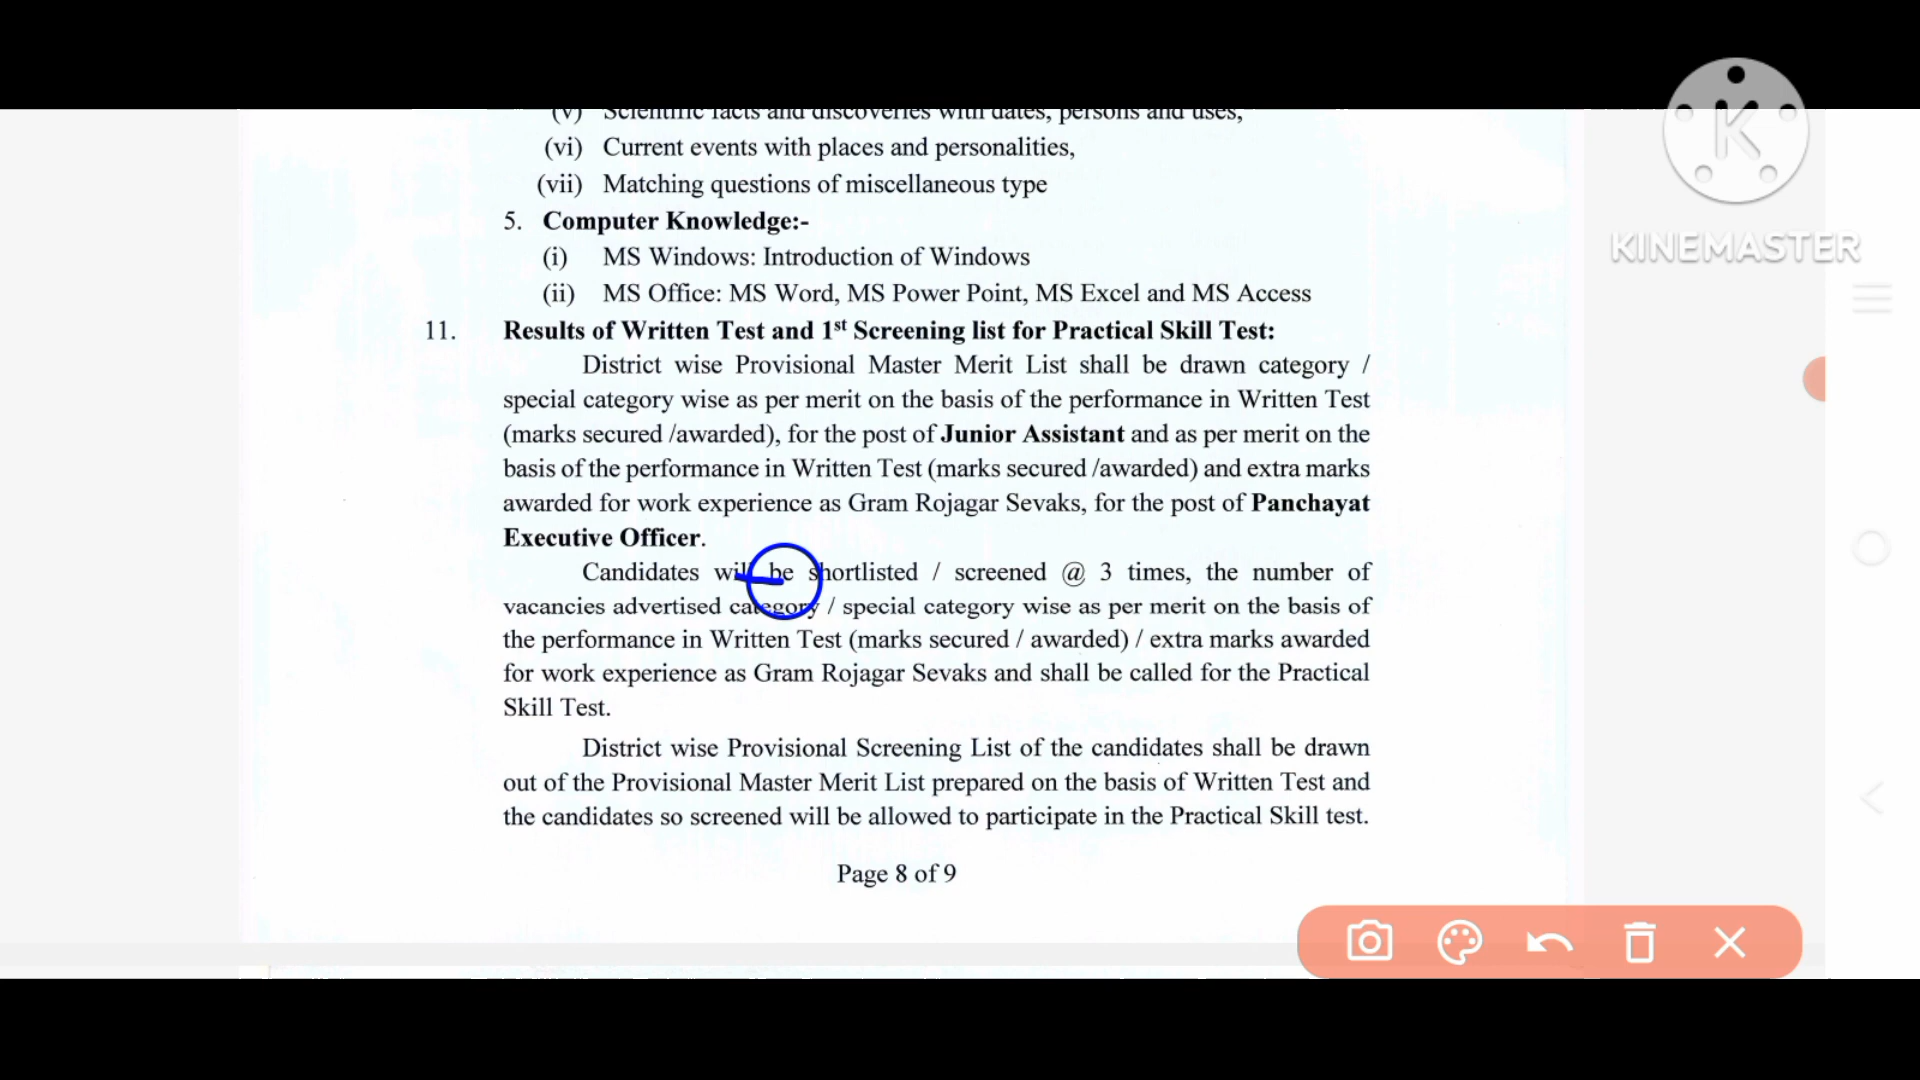 (v) Scientific facts and discoveries with dates, persons and uses,
(vi) Current events with places and personalities,
(vii) Matching questions of miscellaneous type
5. Computer Knowledge:-
(i) MS Windows: Introduction of Windows
(ii) MS Office: MS Word, MS Power Point, MS Excel and MS Access
11. Results of Written Test and 1st Screening list for Practical Skill Test:
District wise Provisional Master Merit List shall be drawn category /
special category wise as per merit on the basis of the performance in Written Test
(marks secured /awarded), for the post of Junior Assistant and as per merit on the
basis of the performance in Written Test (marks secured /awarded) and extra marks
awarded for work experience as Gram Rojagar Sevaks, for the post of Panchayat
Executive Officer.
Candidates will be shortlisted / screened @ 3 times, the number of
vacancies advertised category / special category wise as per merit on the basis of
the performance in Written Test (marks secured / awarded) / extra marks awarded
for work experience as Gram Rojagar Sevaks and shall be called for the Practical
Skill Test.
District wise Provisional Screening List of the candidates shall be drawn
out of the Provisional Master Merit List prepared on the basis of Written Test and
the candidates so screened will be allowed to participate in the Practical Skill test.
Page 8 of 9
K
KINEMASTER